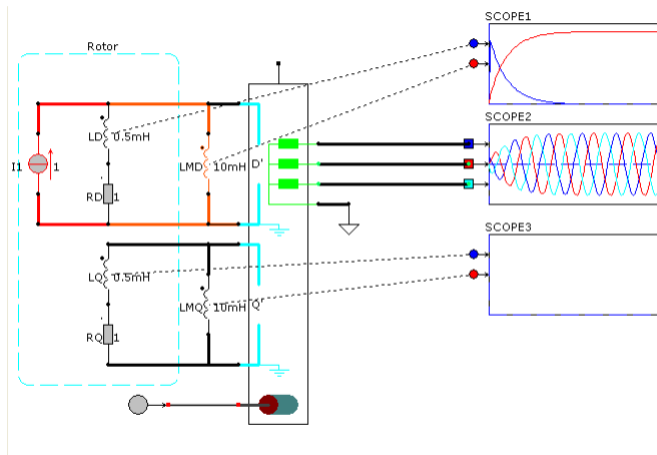 SCOPE1
Rotor
LD 0.5mH
I1 1
LMD 10mH D'
RD 1
SCOPE2
SCOPE3
LQ 0.5mH
LMQ 10mH Q'
RQ 1